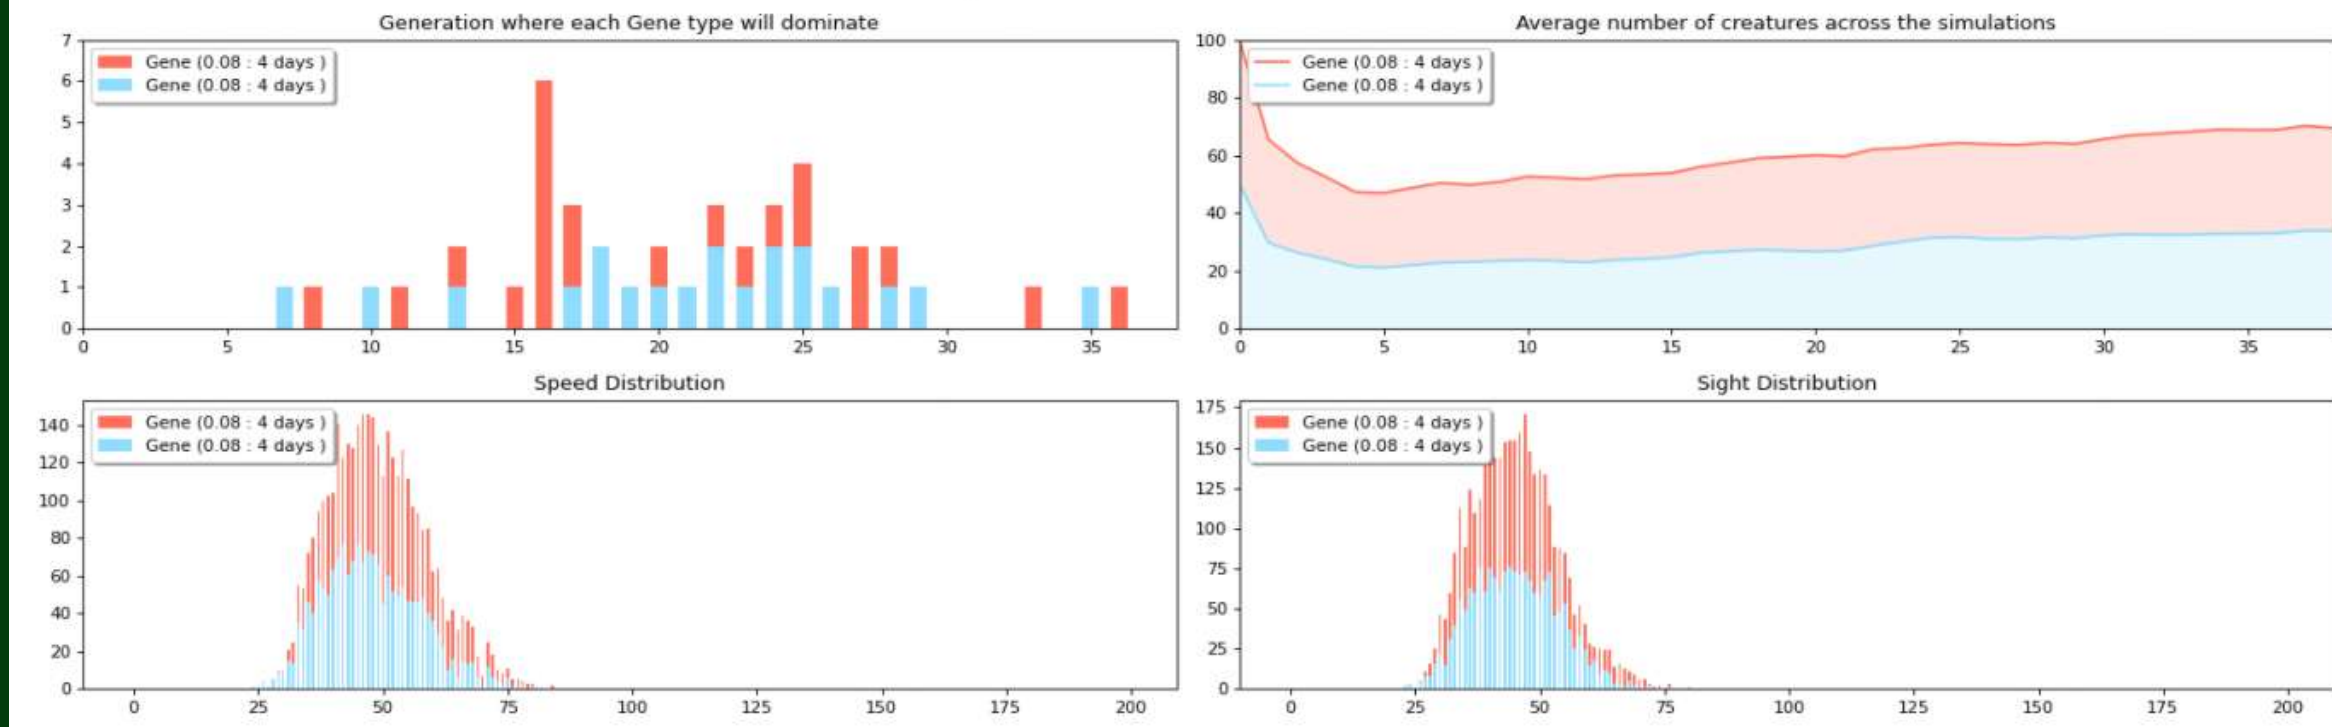 Generation where each Gene type will dominate
7
6
5
4
3
2
1
0
Gene (0.08 : 4 days )
Gene (0.08 : 4 days )
0 5 10 15 20 25 30 35
Average number of creatures across the simulations
100
80
60
40
20
0
Gene (0.08 : 4 days )
Gene (0.08 : 4 days )
0 5 10 15 20 25 30 35
Speed Distribution
140
120
100
80
60
40
20
0
Gene (0.08 : 4 days )
Gene (0.08 : 4 days )
0 25 50 75 100 125 150 175 200
Sight Distribution
175
150
125
100
75
50
25
0
Gene (0.08 : 4 days )
Gene (0.08 : 4 days )
0 25 50 75 100 125 150 175 200